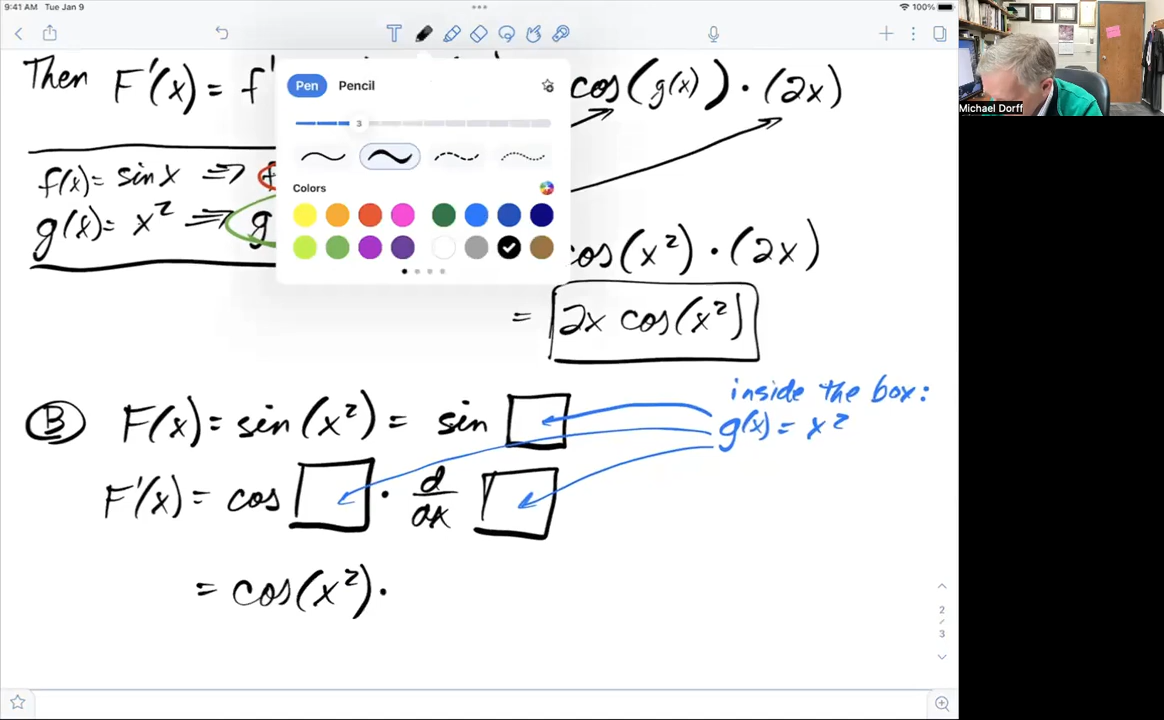 9:41 AM Tue Jan 9
100%
Michael Dorff
Pen
Pencil
3
Colors
Then F'(x) = f'
cos(g(x)) · (2x)
f(x) = sin x ⇒
g(x) = x² ⇒ g
cos(x²) · (2x)
= 2x cos(x²)
inside the box:
g(x) = x²
B F(x) = sin(x²) = sin
F'(x) = cos · d/dx
= cos(x²) ·
2
/
3